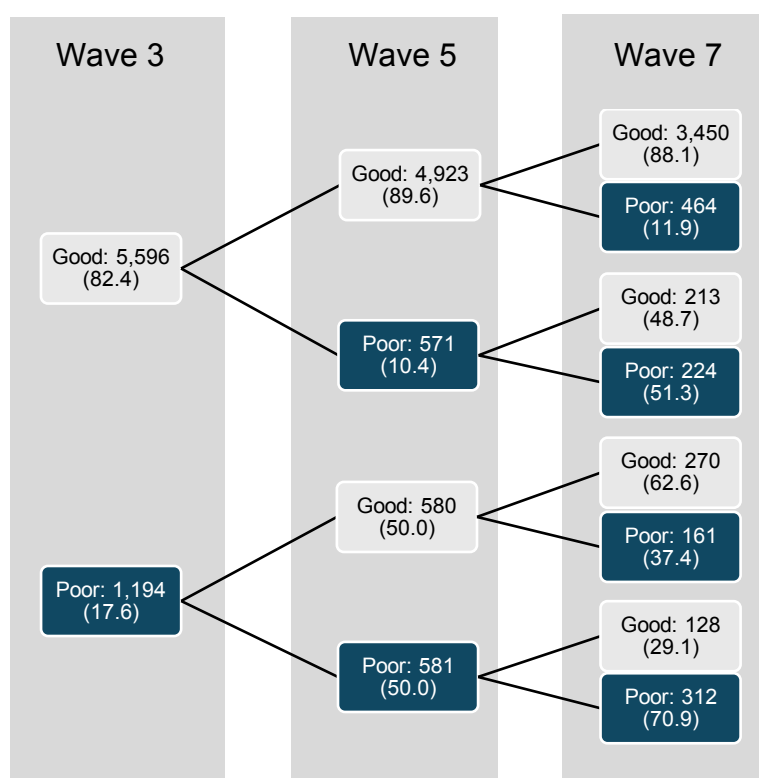 Wave 3
Wave 5
Wave 7
Good: 5,596
(82.4)
Poor: 1,194
(17.6)
Good: 4,923
(89.6)
Poor: 571
(10.4)
Good: 580
(50.0)
Poor: 581
(50.0)
Good: 3,450
(88.1)
Poor: 464
(11.9)
Good: 213
(48.7)
Poor: 224
(51.3)
Good: 270
(62.6)
Poor: 161
(37.4)
Good: 128
(29.1)
Poor: 312
(70.9)